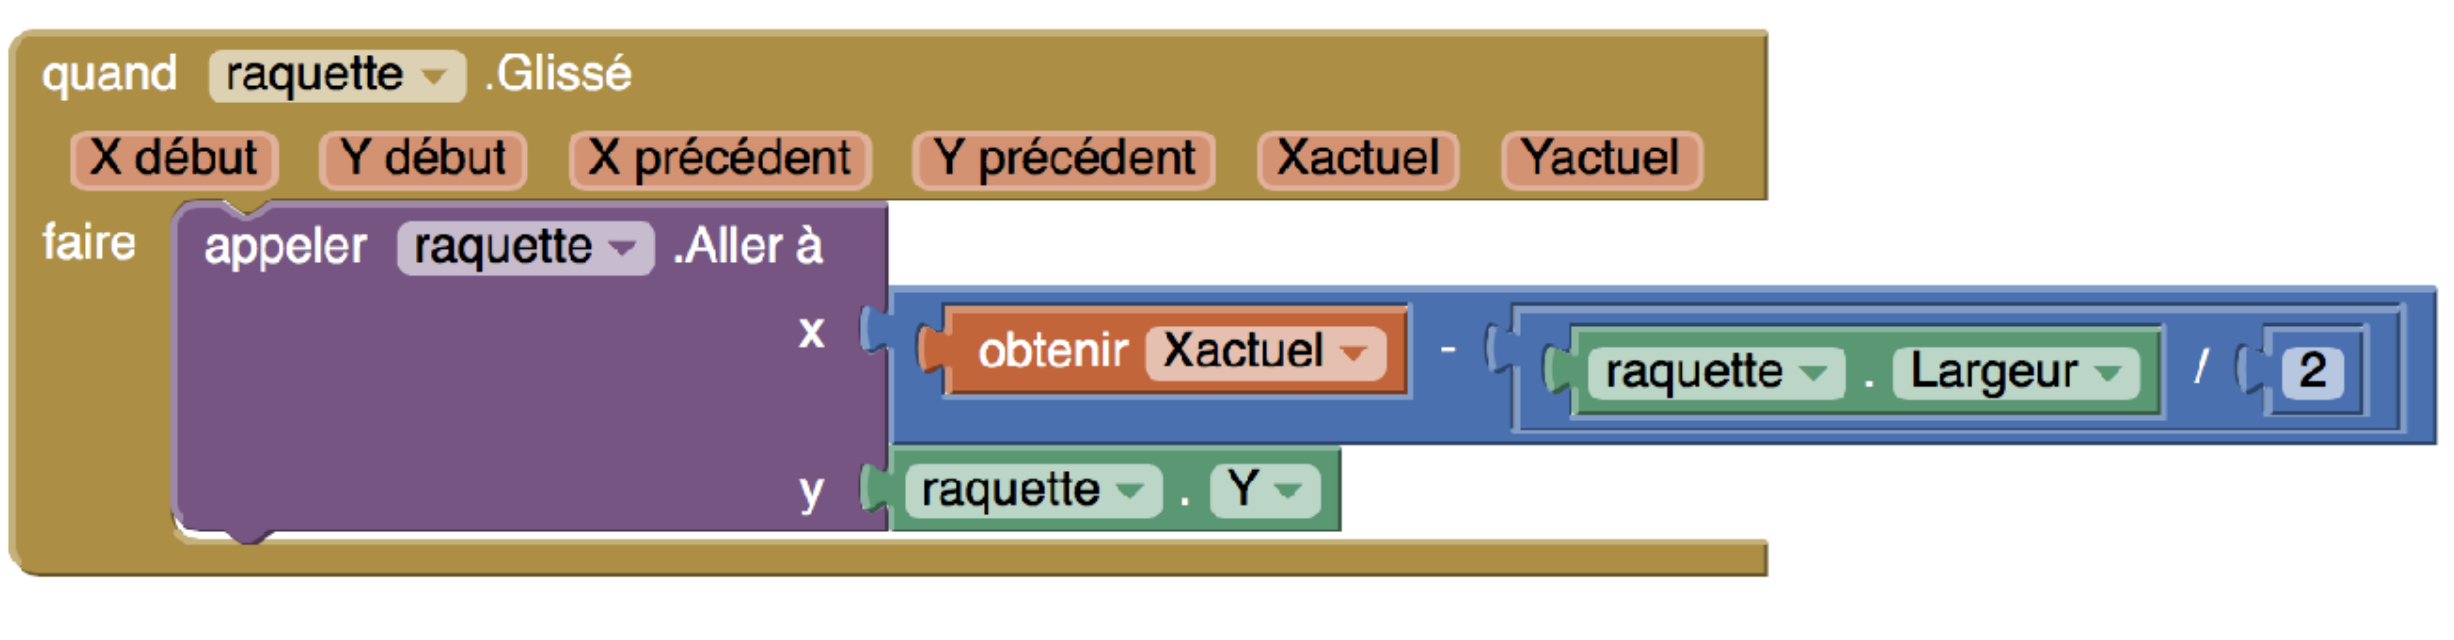 quand raquette .Glissé
X début Y début X précédent Y précédent Xactuel Yactuel
faire appeler raquette .Aller à
x obtenir Xactuel - raquette . Largeur / 2
y raquette . Y